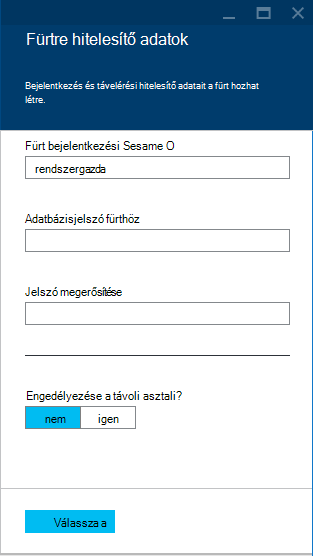 Fürtre hitelesítő adatok
Bejelentkezés és távelérési hitelesítő adatait a fürt hozhat
létre.
Fürt bejelentkezési Sesame O
rendszergazda
Adatbázisjelszó fürthöz
Jelszó megerősítése
Engedélyezése a távoli asztali?
nem igen
Válassza a